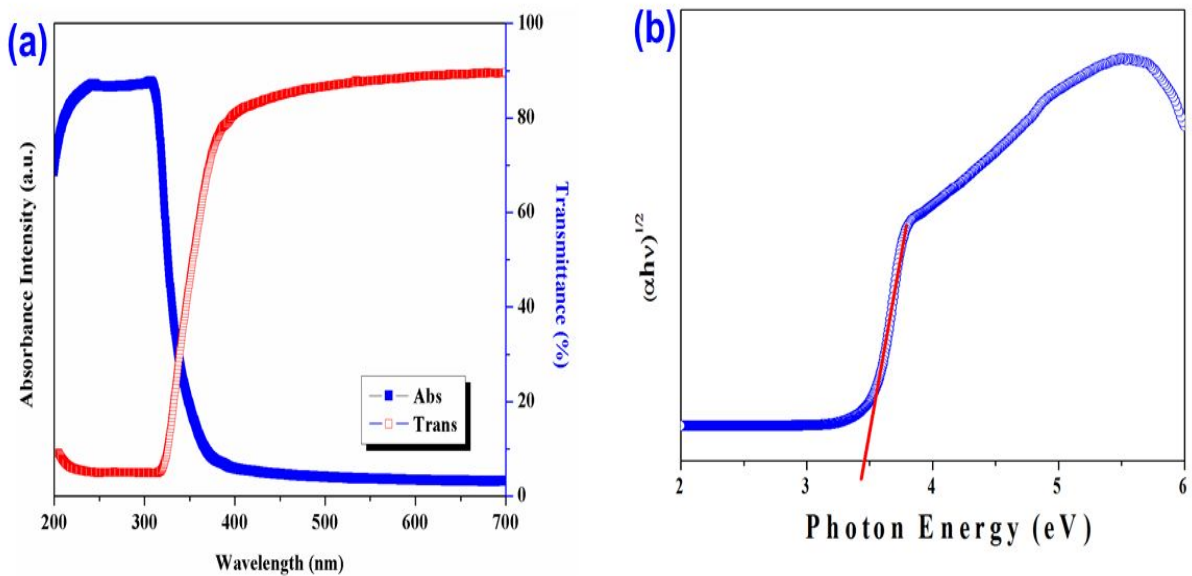 (a)
100
80
60
40
20
0
Transmittance (%)
Absorbance Intensity (a.u.)
Abs
Trans
200 300 400 500 600 700
Wavelength (nm)
(b)
(αhν)1/2
2 3 4 5 6
Photon Energy (eV)